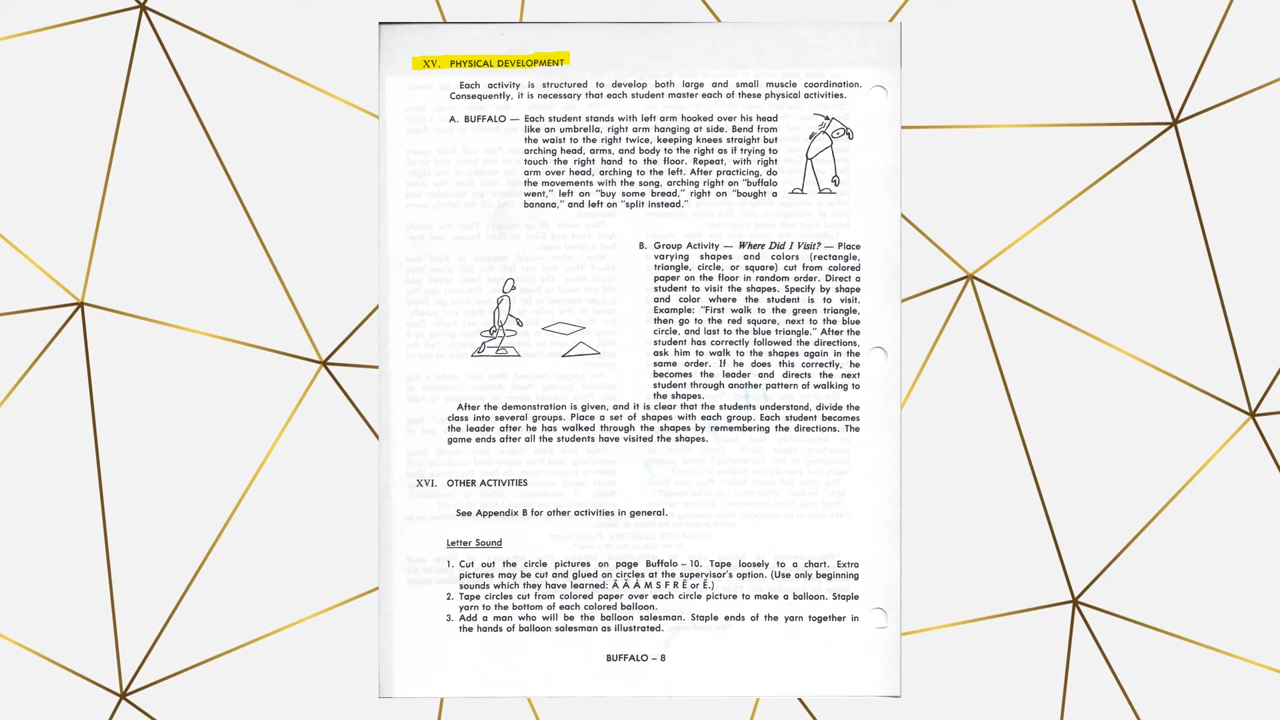 XV. PHYSICAL DEVELOPMENT
Each activity is structured to develop both large and small muscle coordination.
Consequently, it is necessary that each student master each of these physical activities.
A. BUFFALO — Each student stands with left arm hooked over his head
like an umbrella, right arm hanging at side. Bend from
the waist to the right twice, keeping knees straight but
arching head, arms, and body to the right as if trying to
touch the right hand to the floor. Repeat, with right
arm over head, arching to the left. After practicing, do
the movements with the song, arching right on "buffalo
went," left on "buy some bread," right on "bought a
banana," and left on "split instead."
B. Group Activity — Where Did I Visit? — Place
varying shapes and colors (rectangle,
triangle, circle, or square) cut from colored
paper on the floor in random order. Direct a
student to visit the shapes. Specify by shape
and color where the student is to visit.
Example: "First walk to the green triangle,
then go to the red square, next to the blue
circle, and last to the blue triangle." After the
student has correctly followed the directions,
ask him to walk to the shapes again in the
same order. If he does this correctly, he
becomes the leader and directs the next
student through another pattern of walking to
the shapes.
After the demonstration is given, and it is clear that the students understand, divide the
class into several groups. Place a set of shapes with each group. Each student becomes
the leader after he has walked through the shapes by remembering the directions. The
game ends after all the students have visited the shapes.
XVI. OTHER ACTIVITIES
See Appendix B for other activities in general.
Letter Sound
1. Cut out the circle pictures on page Buffalo – 10. Tape loosely to a chart. Extra
pictures may be cut and glued on circles at the supervisor's option. (Use only beginning
sounds which they have learned: M S F R or
2. Tape circles cut from colored paper over each circle picture to make a balloon. Staple
yarn to the bottom of each colored balloon.
3. Add a man who will be the balloon salesman. Staple ends of the yarn together in
the hands of balloon salesman as illustrated.
BUFFALO – 8